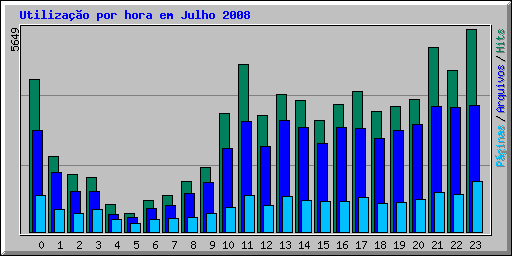 Utilização por hora em Julho 2008
5649
Páginas / Arquivos / Hits
0 1 2 3 4 5 6 7 8 9 10 11 12 13 14 15 16 17 18 19 20 21 22 23